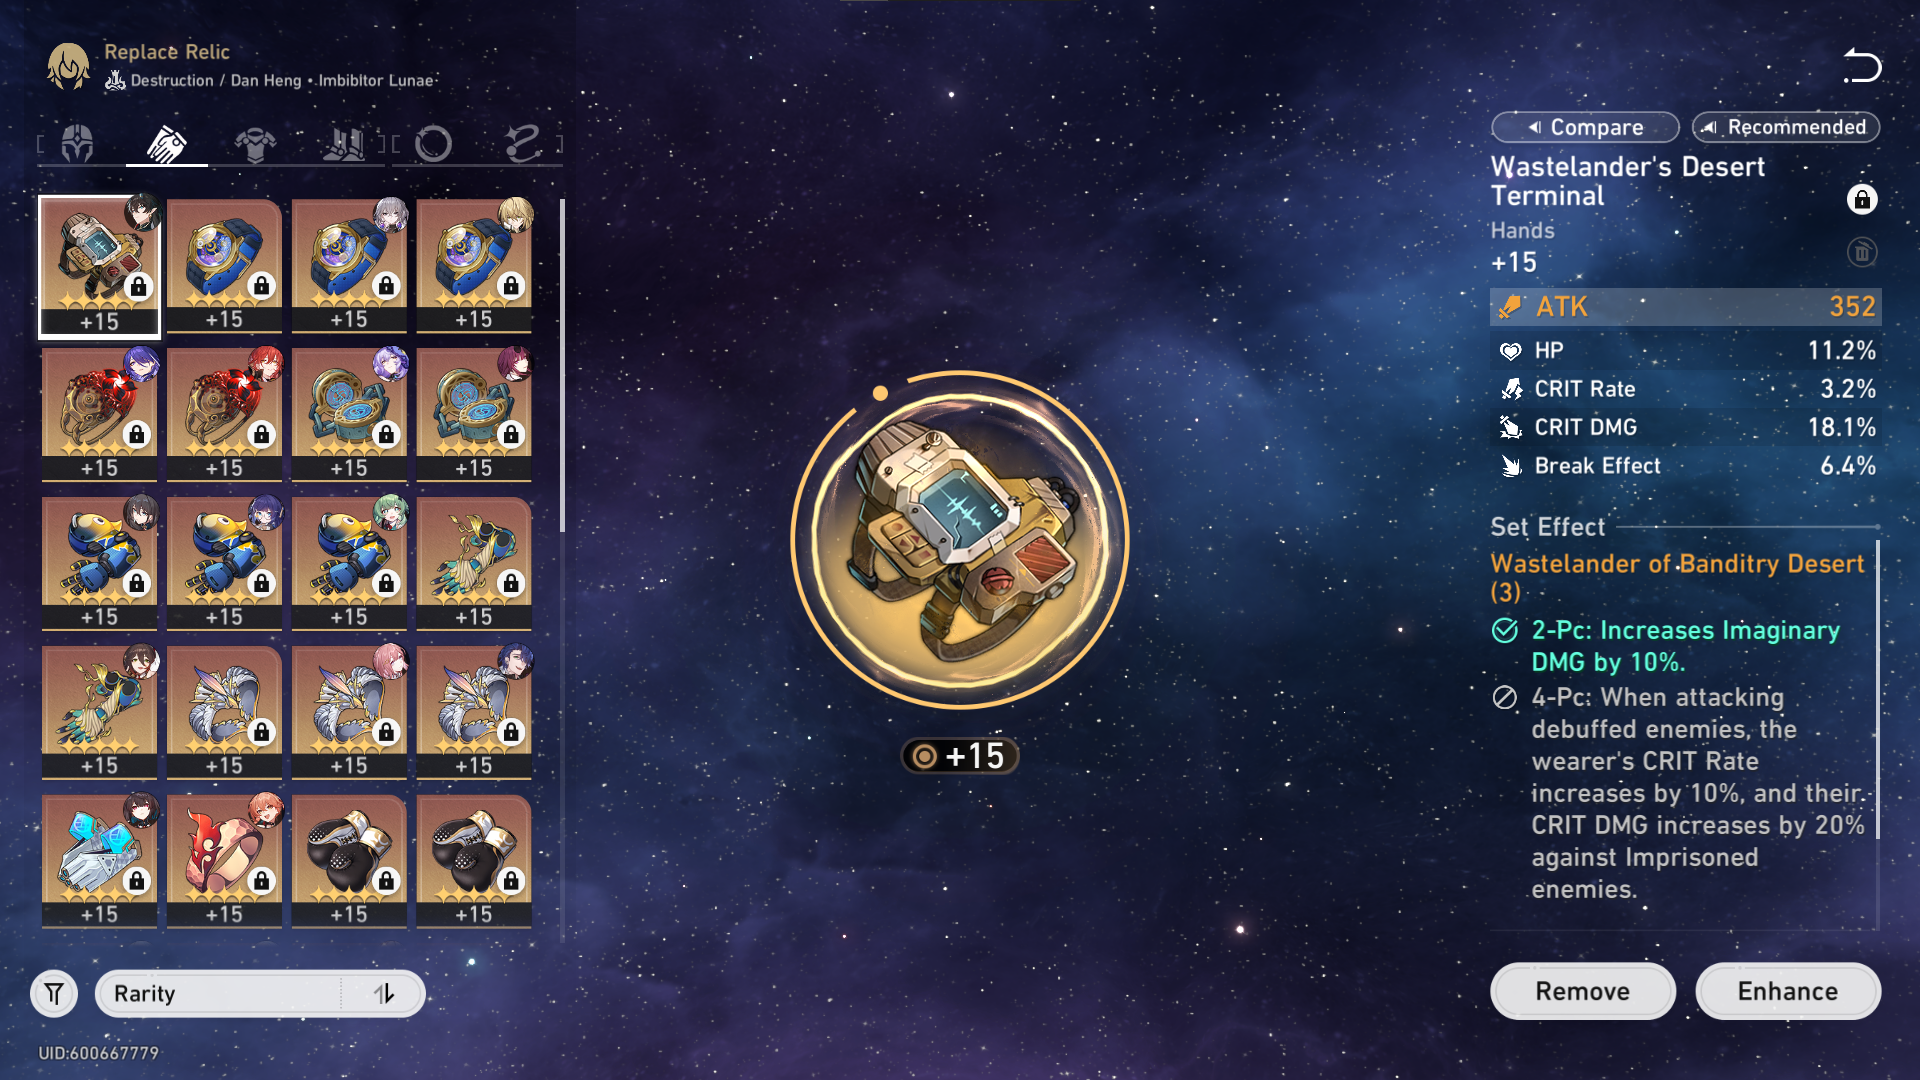 Replace Relic
Destruction / Dan Heng • Imbibitor Lunae
Compare
Recommended
Wastelander's Desert
Terminal
Hands
+15
ATK 352
HP 11.2%
CRIT Rate 3.2%
CRIT DMG 18.1%
Break Effect 6.4%
Set Effect
Wastelander of Banditry Desert
(3)
2-Pc: Increases Imaginary
DMG by 10%.
4-Pc: When attacking
debuffed enemies, the
wearer's CRIT Rate
increases by 10%, and their
CRIT DMG increases by 20%
against Imprisoned
enemies.
+15 +15 +15 +15
+15 +15 +15 +15
+15 +15 +15 +15
+15 +15 +15 +15
+15 +15 +15 +15
+15
Rarity
Remove
Enhance
UID:600667779